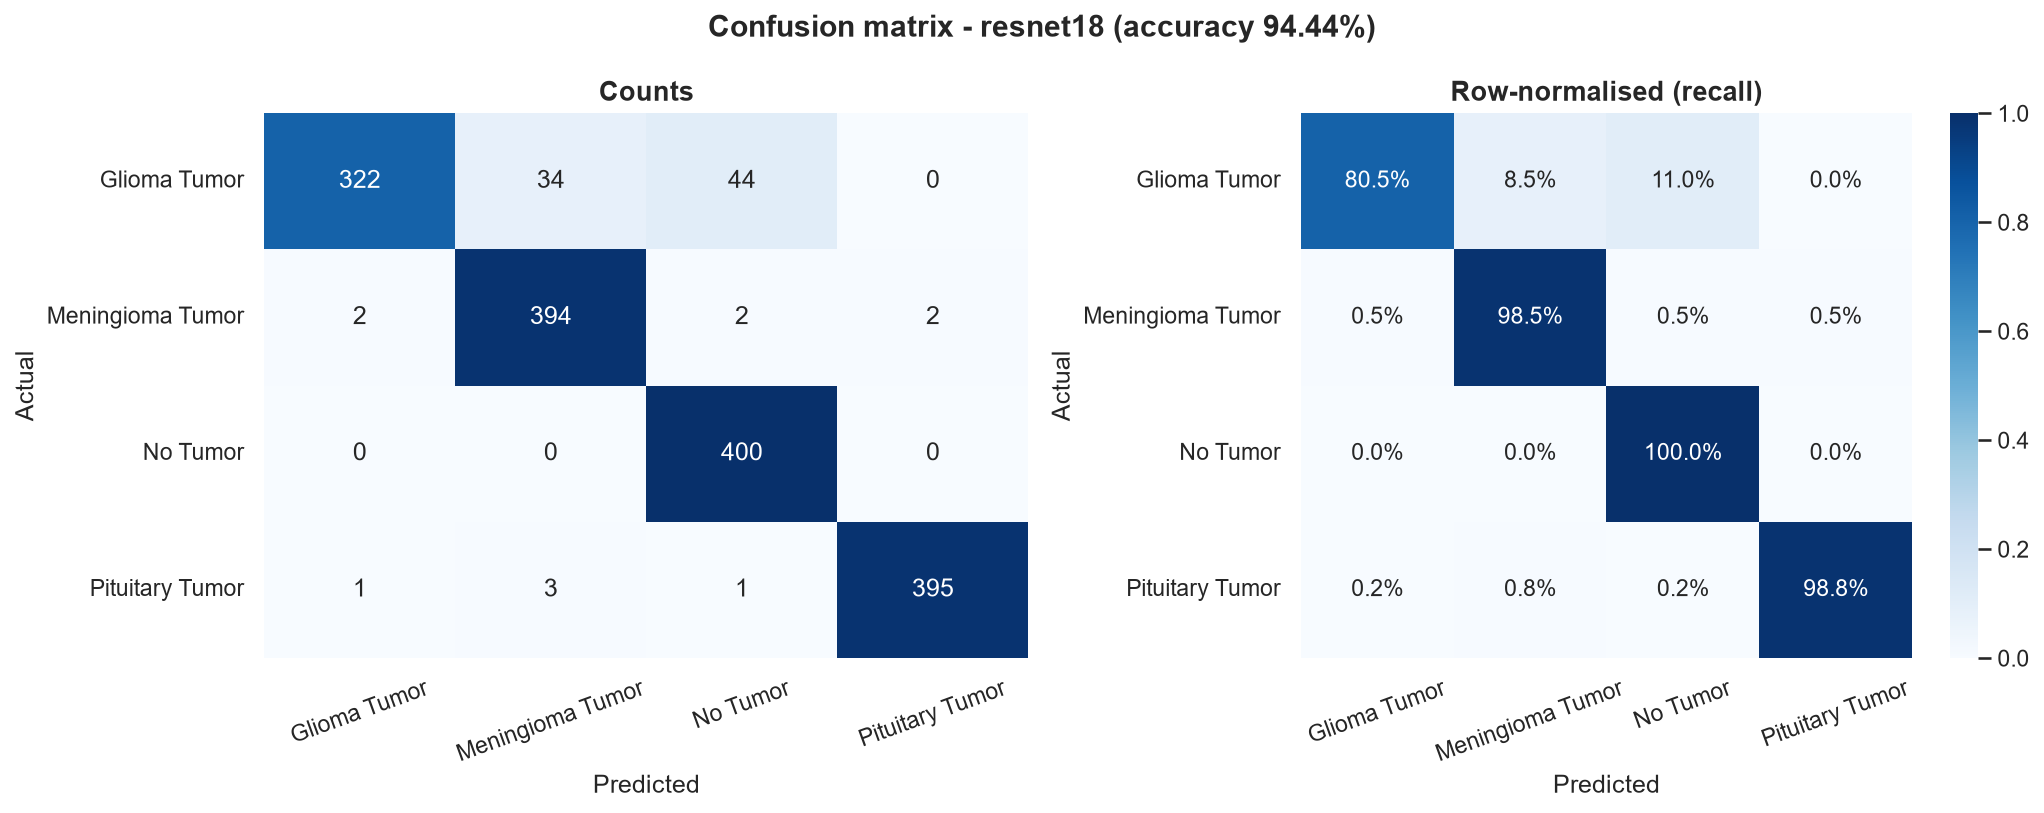 Confusion matrix - resnet18 (accuracy 94.44%)
Counts
Glioma Tumor 322 34 44 0
Meningioma Tumor 2 394 2 2
No Tumor 0 0 400 0
Pituitary Tumor 1 3 1 395
Actual
Glioma Tumor Meningioma Tumor No Tumor Pituitary Tumor
Predicted
Row-normalised (recall)
Glioma Tumor 80.5% 8.5% 11.0% 0.0%
Meningioma Tumor 0.5% 98.5% 0.5% 0.5%
No Tumor 0.0% 0.0% 100.0% 0.0%
Pituitary Tumor 0.2% 0.8% 0.2% 98.8%
Actual
Glioma Tumor Meningioma Tumor No Tumor Pituitary Tumor
Predicted
1.0
0.8
0.6
0.4
0.2
0.0